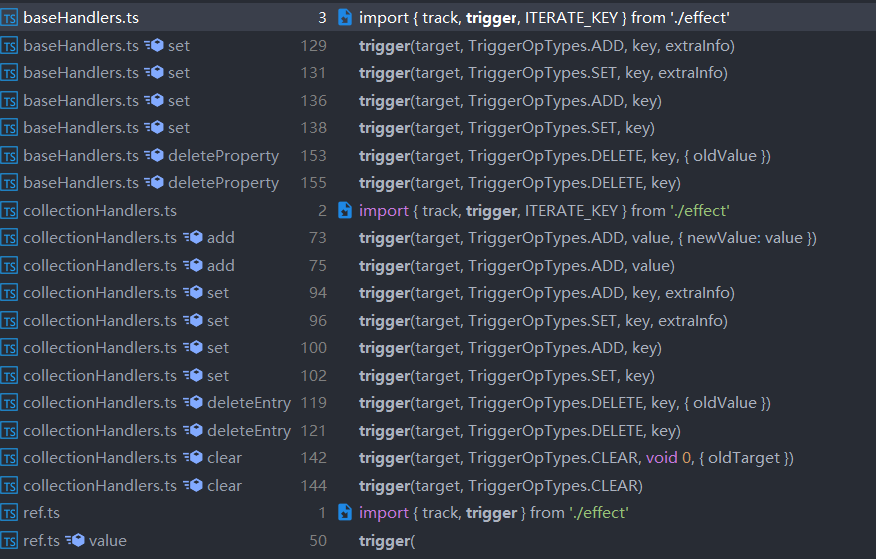 TS baseHandlers.ts 3 import { track, trigger, ITERATE_KEY } from './effect'
TS baseHandlers.ts set 129 trigger(target, TriggerOpTypes.ADD, key, extraInfo)
TS baseHandlers.ts set 131 trigger(target, TriggerOpTypes.SET, key, extraInfo)
TS baseHandlers.ts set 136 trigger(target, TriggerOpTypes.ADD, key)
TS baseHandlers.ts set 138 trigger(target, TriggerOpTypes.SET, key)
TS baseHandlers.ts deleteProperty 153 trigger(target, TriggerOpTypes.DELETE, key, { oldValue })
TS baseHandlers.ts deleteProperty 155 trigger(target, TriggerOpTypes.DELETE, key)
TS collectionHandlers.ts 2 import { track, trigger, ITERATE_KEY } from './effect'
TS collectionHandlers.ts add 73 trigger(target, TriggerOpTypes.ADD, value, { newValue: value })
TS collectionHandlers.ts add 75 trigger(target, TriggerOpTypes.ADD, value)
TS collectionHandlers.ts set 94 trigger(target, TriggerOpTypes.ADD, key, extraInfo)
TS collectionHandlers.ts set 96 trigger(target, TriggerOpTypes.SET, key, extraInfo)
TS collectionHandlers.ts set 100 trigger(target, TriggerOpTypes.ADD, key)
TS collectionHandlers.ts set 102 trigger(target, TriggerOpTypes.SET, key)
TS collectionHandlers.ts deleteEntry 119 trigger(target, TriggerOpTypes.DELETE, key, { oldValue })
TS collectionHandlers.ts deleteEntry 121 trigger(target, TriggerOpTypes.DELETE, key)
TS collectionHandlers.ts clear 142 trigger(target, TriggerOpTypes.CLEAR, void 0, { oldTarget })
TS collectionHandlers.ts clear 144 trigger(target, TriggerOpTypes.CLEAR)
TS ref.ts 1 import { track, trigger } from './effect'
TS ref.ts value 50 trigger(